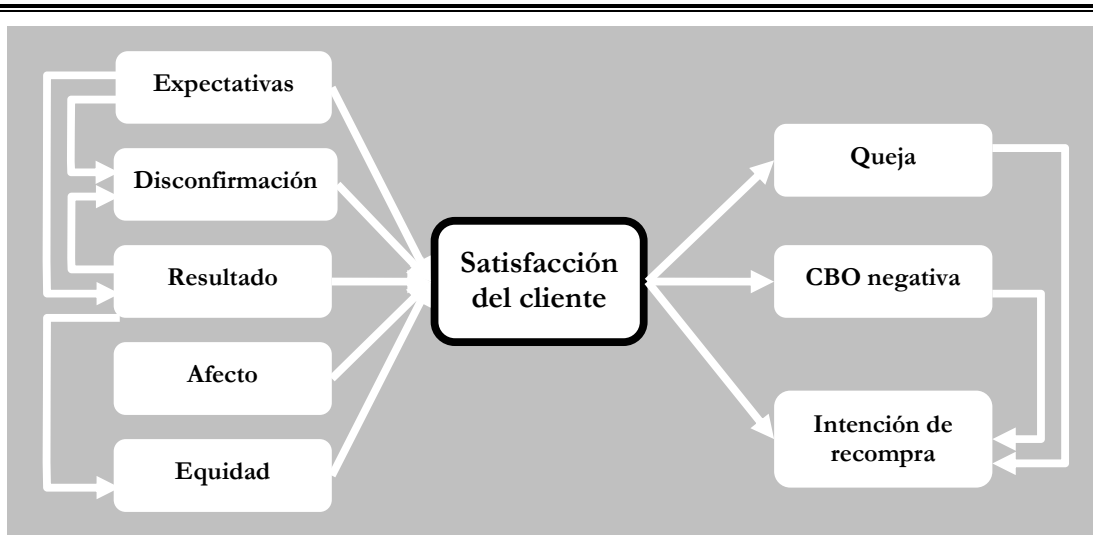 Expectativas
Disconfirmación
Resultado
Afecto
Equidad
Satisfacción
del cliente
Queja
CBO negativa
Intención de
recompra